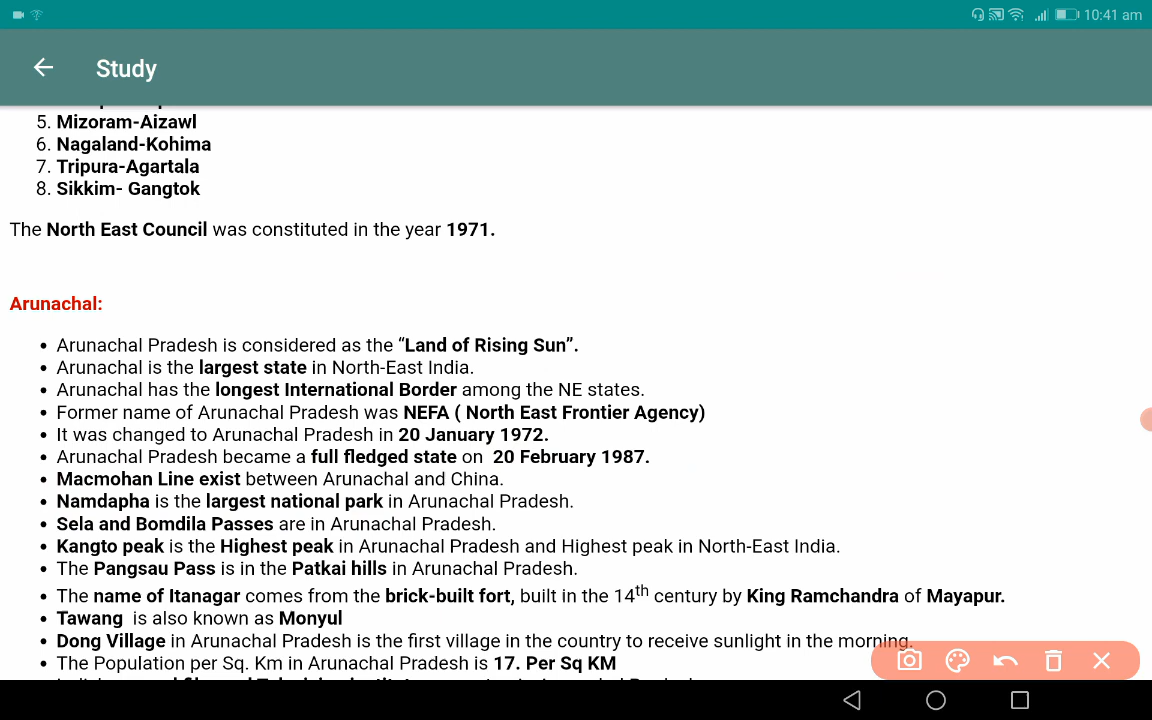 10:41 am
Study
5. Mizoram-Aizawl
6. Nagaland-Kohima
7. Tripura-Agartala
8. Sikkim- Gangtok
The North East Council was constituted in the year 1971.
Arunachal:
• Arunachal Pradesh is considered as the “Land of Rising Sun”.
• Arunachal is the largest state in North-East India.
• Arunachal has the longest International Border among the NE states.
• Former name of Arunachal Pradesh was NEFA ( North East Frontier Agency)
• It was changed to Arunachal Pradesh in 20 January 1972.
• Arunachal Pradesh became a full fledged state on 20 February 1987.
• Macmohan Line exist between Arunachal and China.
• Namdapha is the largest national park in Arunachal Pradesh.
• Sela and Bomdila Passes are in Arunachal Pradesh.
• Kangto peak is the Highest peak in Arunachal Pradesh and Highest peak in North-East India.
• The Pangsau Pass is in the Patkai hills in Arunachal Pradesh.
• The name of Itanagar comes from the brick-built fort, built in the 14th century by King Ramchandra of Mayapur.
• Tawang is also known as Monyul
• Dong Village in Arunachal Pradesh is the first village in the country to receive sunlight in the morning.
• The Population per Sq. Km in Arunachal Pradesh is 17. Per Sq KM